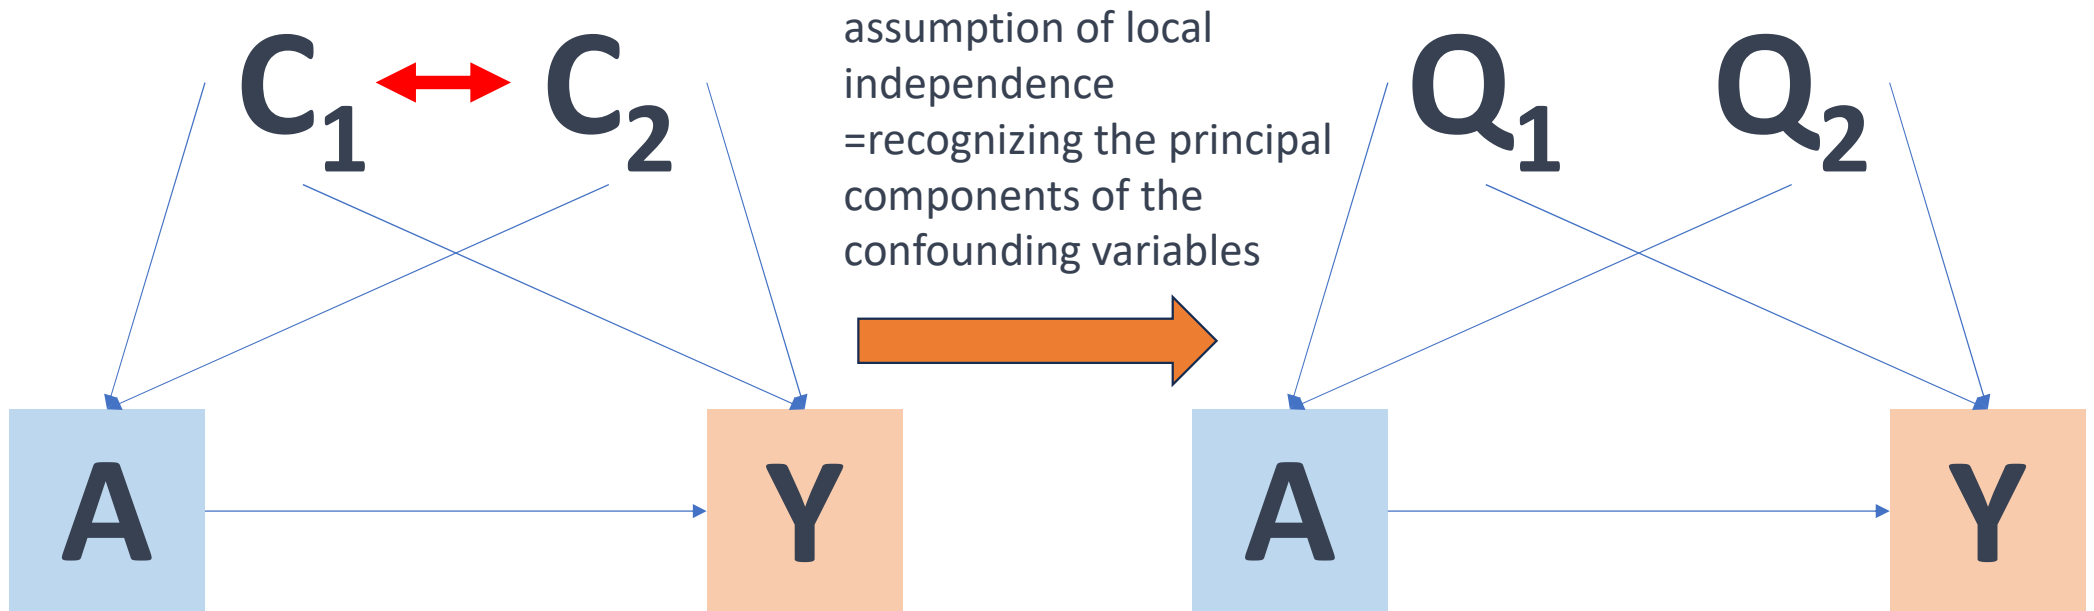 C₁ C₂
assumption of local
independence
=recognizing the principal
components of the
confounding variables
Q₁ Q₂
A Y
A Y